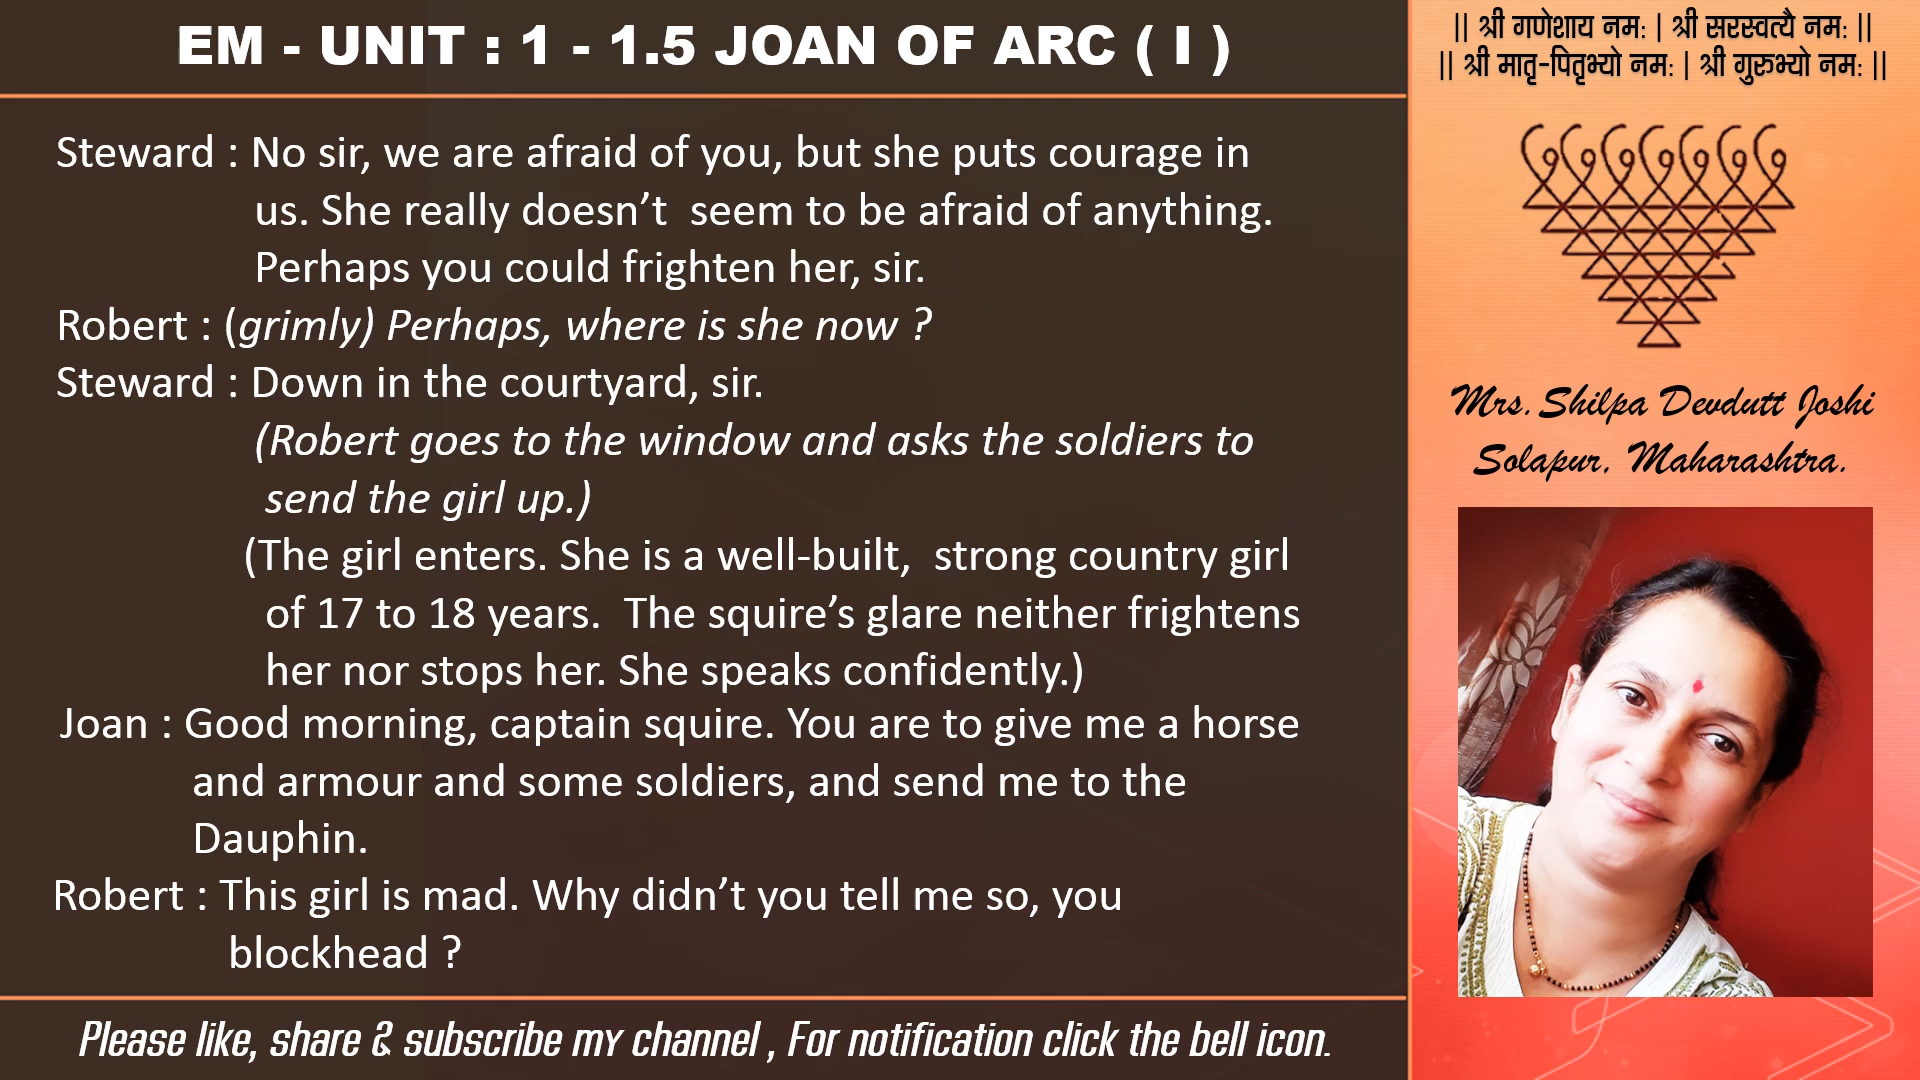 EM - UNIT : 1 - 1.5 JOAN OF ARC ( I )
Steward : No sir, we are afraid of you, but she puts courage in
us. She really doesn’t seem to be afraid of anything.
Perhaps you could frighten her, sir.
Robert : (grimly) Perhaps, where is she now ?
Steward : Down in the courtyard, sir.
(Robert goes to the window and asks the soldiers to
send the girl up.)
(The girl enters. She is a well-built, strong country girl
of 17 to 18 years. The squire’s glare neither frightens
her nor stops her. She speaks confidently.)
Joan : Good morning, captain squire. You are to give me a horse
and armour and some soldiers, and send me to the
Dauphin.
Robert : This girl is mad. Why didn’t you tell me so, you
blockhead ?
Please like, share & subscribe my channel , For notification click the bell icon.
|| श्री गणेशाय नमः | श्री सरस्वत्यै नमः ||
|| श्री मातृ-पितृभ्यो नमः | श्री गुरुभ्यो नमः ||
Mrs. Shilpa Devdutt Joshi
Solapur, Maharashtra.